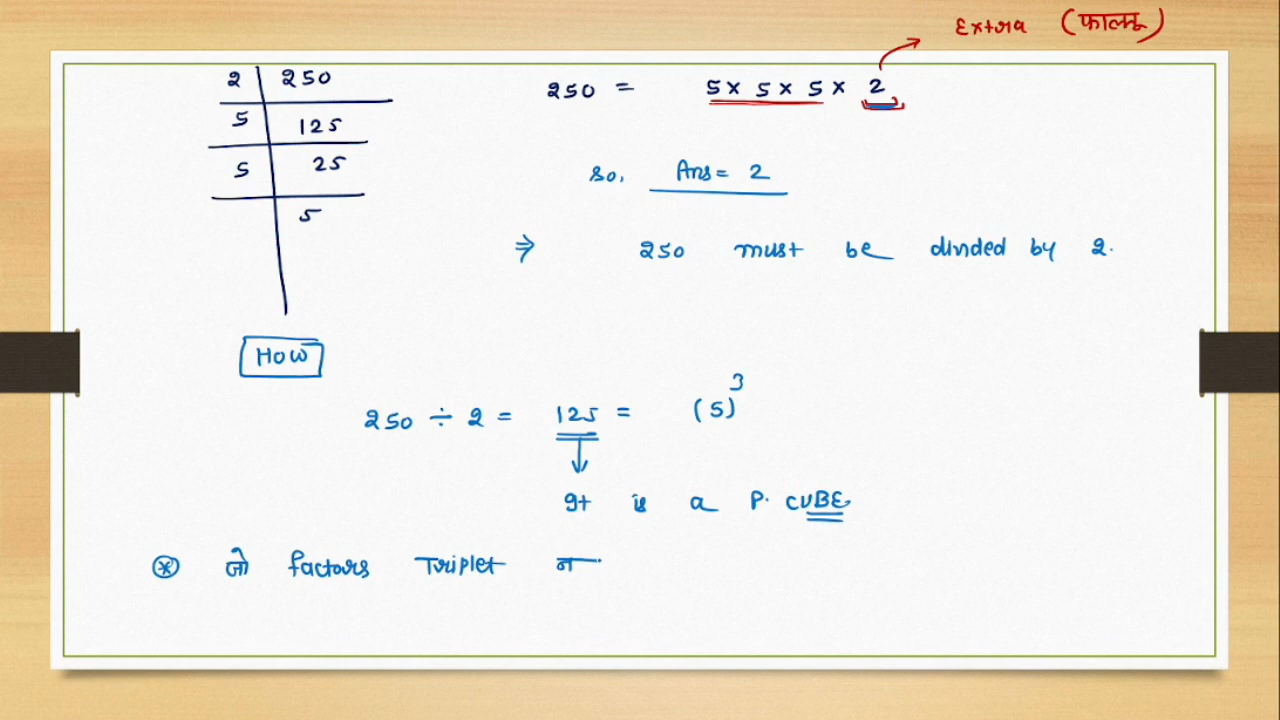 Extra (फालतू)
2 | 250
5 | 125
5 | 25
5
250 = 5 × 5 × 5 × 2
so, Ans = 2
⇒ 250 must be divided by 2.
How
250 ÷ 2 = 125 = (5)³
It is a P. CUBE
* जो factors Triplet न